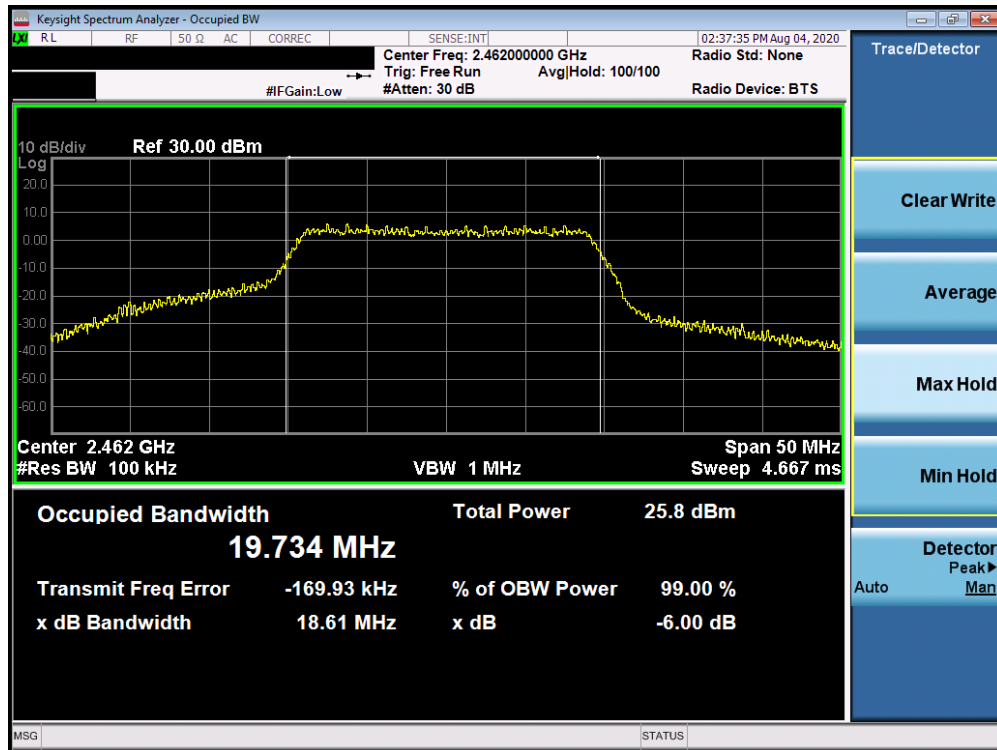 Keysight Spectrum Analyzer - Occupied BW
LXI RL RF 50 Ω AC CORREC SENSE:INT 02:37:35 PM Aug 04, 2020
Center Freq: 2.462000000 GHz Radio Std: None
Trig: Free Run Avg|Hold: 100/100
#IFGain:Low #Atten: 30 dB Radio Device: BTS
10 dB/div Ref 30.00 dBm
Log
20.0
10.0
0.00
-10.0
-20.0
-30.0
-40.0
-50.0
-60.0
Center 2.462 GHz Span 50 MHz
#Res BW 100 kHz VBW 1 MHz Sweep 4.667 ms
Occupied Bandwidth Total Power 25.8 dBm
19.734 MHz
Transmit Freq Error -169.93 kHz % of OBW Power 99.00 %
x dB Bandwidth 18.61 MHz x dB -6.00 dB
MSG STATUS
Trace/Detector
Clear Write
Average
Max Hold
Min Hold
Detector
Peak▶
Auto Man